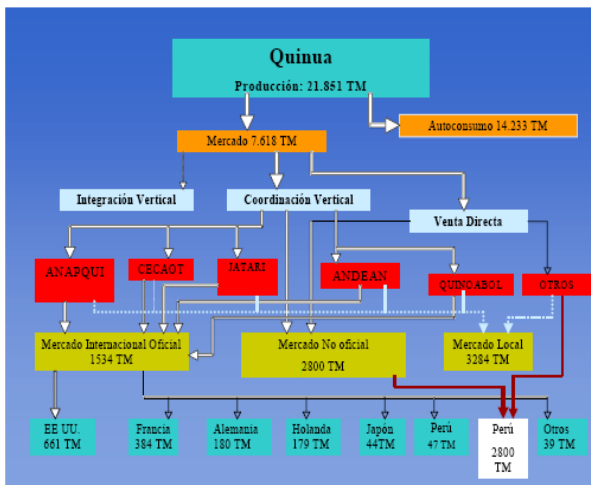 Quinua
Producción: 21.851 TM
Autoconsumo 14.233 TM
Mercado 7.618 TM
Integración Vertical
Coordinación Vertical
Venta Directa
ANAPQUI
CECAOT
JATARI
ANDEAN
QUINOABOL
OTROS
Mercado Internacional Oficial
1534 TM
Mercado No oficial
2800 TM
Mercado Local
3284 TM
EE UU.
661 TM
Francia
384 TM
Alemania
180 TM
Holanda
179 TM
Japón
44TM
Perú
47 TM
Perú
2800
TM
Otros
39 TM